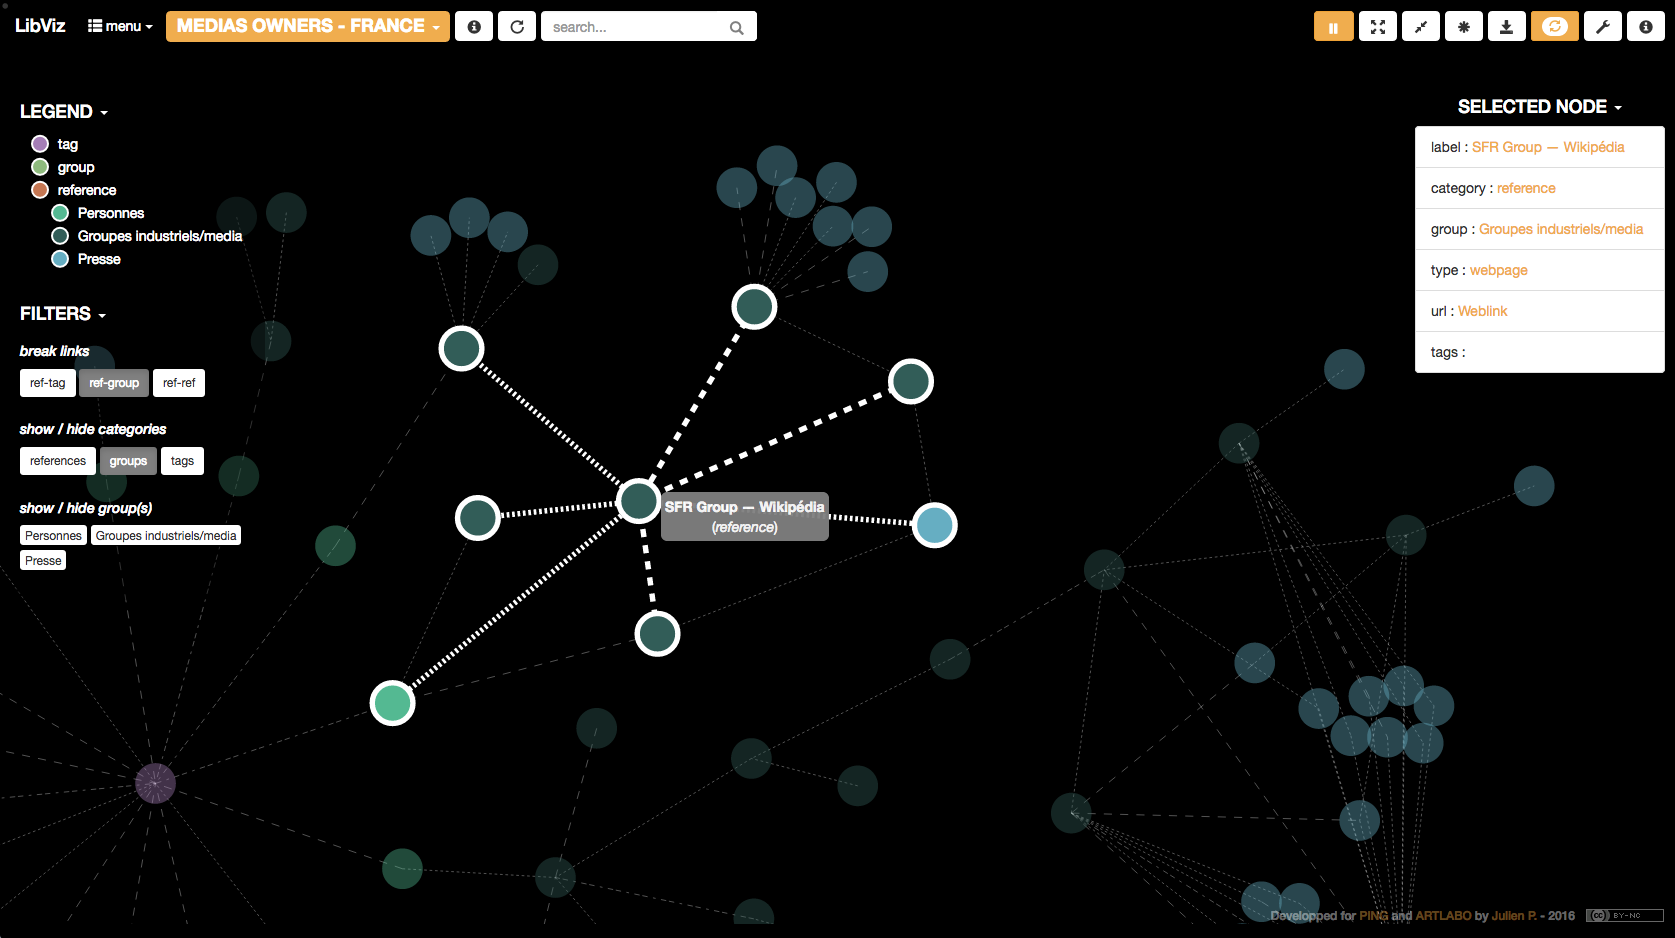 LibViz
menu
MEDIAS OWNERS - FRANCE
search...
LEGEND
tag
group
reference
Personnes
Groupes industriels/media
Presse
FILTERS
break links
ref-tag ref-group ref-ref
show / hide categories
references groups tags
show / hide group(s)
Personnes Groupes industriels/media
Presse
SFR Group — Wikipédia
(reference)
SELECTED NODE
label : SFR Group — Wikipédia
category : reference
group : Groupes industriels/media
type : webpage
url : Weblink
tags :
Developped for PING and ARTLABO by Julien P. - 2016
cc BY-NC